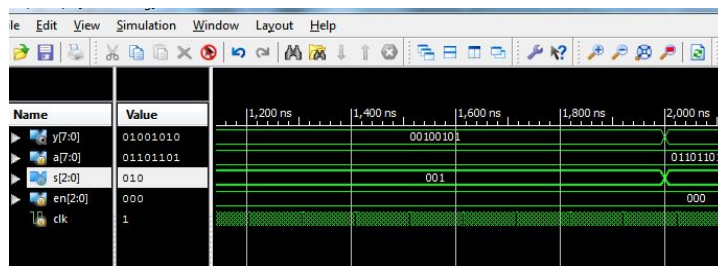 le Edit View Simulation Window Layout Help
Name Value 1,200 ns 1,400 ns 1,600 ns 1,800 ns 2,000 ns
y[7:0] 01001010 00100101
a[7:0] 01101101 01101101
s[2:0] 010 001
en[2:0] 000 000
clk 1